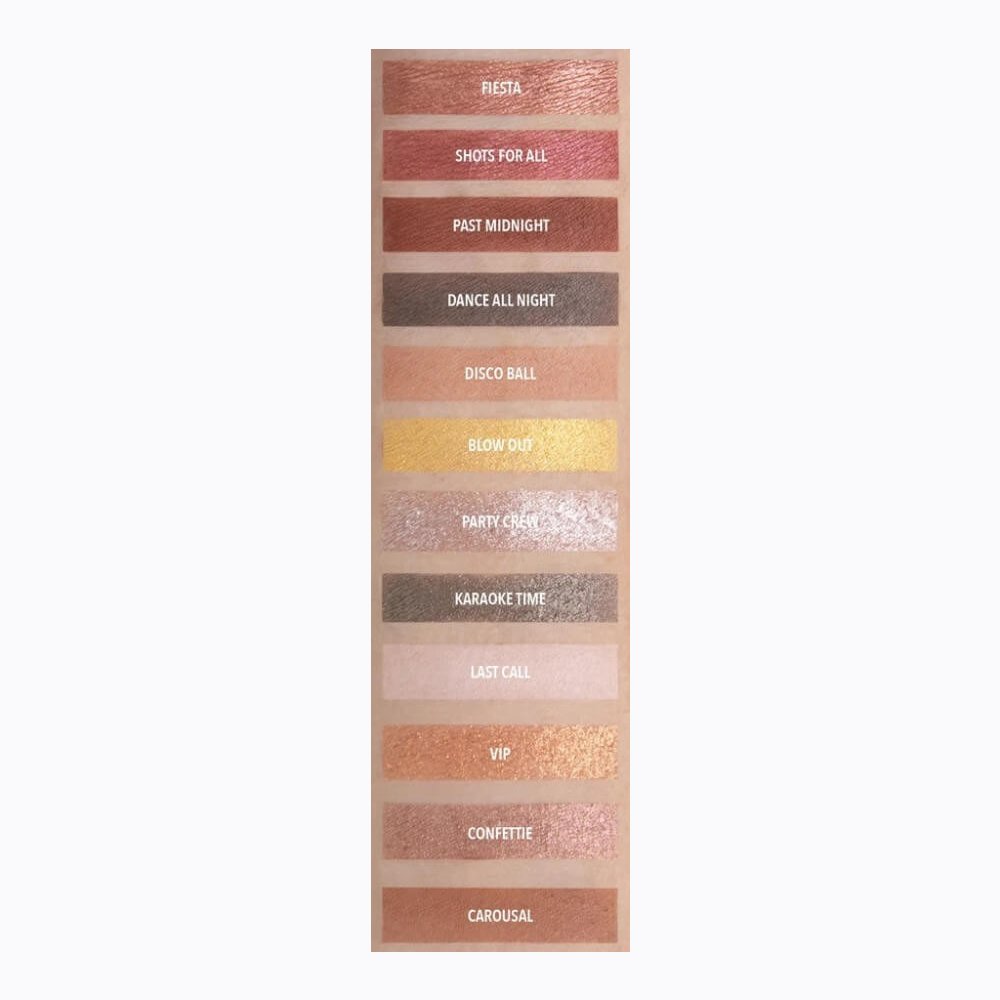 FIESTA
SHOTS FOR ALL
PAST MIDNIGHT
DANCE ALL NIGHT
DISCO BALL
BLOW OUT
PARTY CREW
KARAOKE TIME
LAST CALL
VIP
CONFETTIE
CAROUSAL